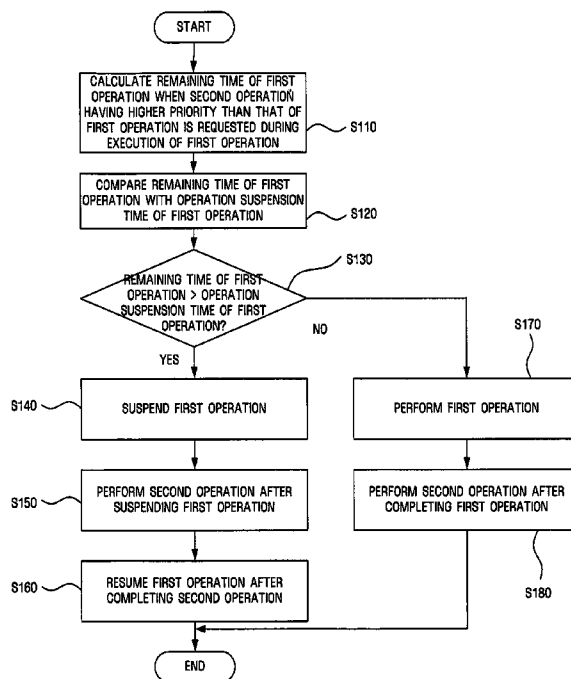 START
CALCULATE REMAINING TIME OF FIRST
OPERATION WHEN SECOND OPERATION
HAVING HIGHER PRIORITY THAN THAT OF
FIRST OPERATION IS REQUESTED DURING
EXECUTION OF FIRST OPERATION
S110
COMPARE REMAINING TIME OF FIRST
OPERATION WITH OPERATION SUSPENSION
TIME OF FIRST OPERATION
S120
REMAINING TIME OF FIRST
OPERATION > OPERATION
SUSPENSION TIME OF FIRST
OPERATION?
S130
YES
NO
S140
SUSPEND FIRST OPERATION
S150
PERFORM SECOND OPERATION AFTER
SUSPENDING FIRST OPERATION
S160
RESUME FIRST OPERATION AFTER
COMPLETING SECOND OPERATION
S170
PERFORM FIRST OPERATION
PERFORM SECOND OPERATION AFTER
COMPLETING FIRST OPERATION
S180
END